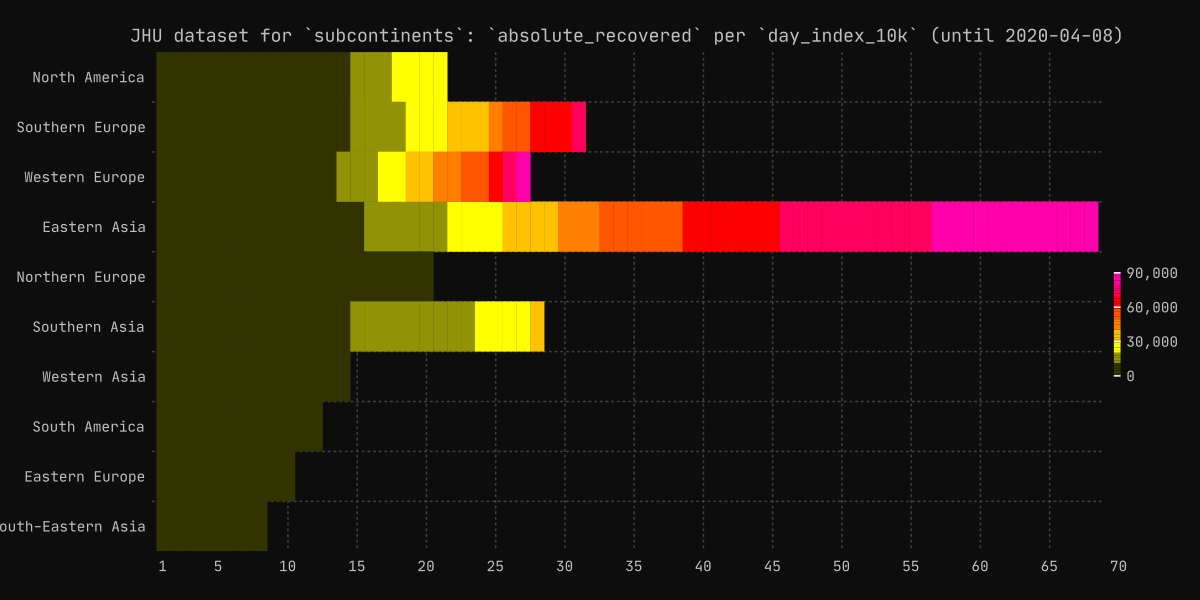 JHU dataset for `subcontinents`: `absolute_recovered` per `day_index_10k` (until 2020-04-08)
North America
Southern Europe
Western Europe
Eastern Asia
Northern Europe
Southern Asia
Western Asia
South America
Eastern Europe
outh-Eastern Asia
90,000
60,000
30,000
0
1 5 10 15 20 25 30 35 40 45 50 55 60 65 70